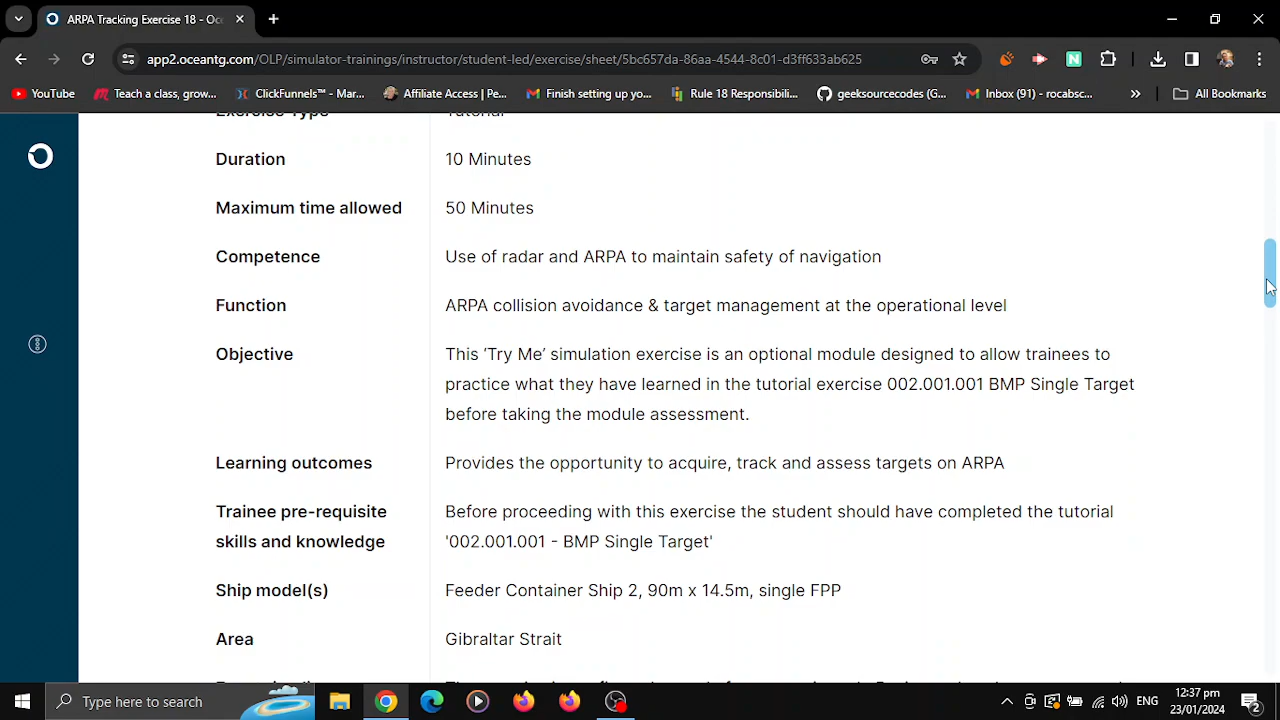 ARPA Tracking Exercise 18 - Oce
app2.oceantg.com/OLP/simulator-trainings/instructor/student-led/exercise/sheet/5bc657da-86aa-4544-8c01-d3ff633ab625
YouTube
Teach a class, grow...
ClickFunnels™ - Mar...
Affiliate Access | Pe...
Finish setting up yo...
Rule 18 Responsibil...
geeksourcecodes (G...
Inbox (91) - rocabsc...
All Bookmarks
Exercise Type Tutorial
Duration 10 Minutes
Maximum time allowed 50 Minutes
Competence Use of radar and ARPA to maintain safety of navigation
Function ARPA collision avoidance & target management at the operational level
Objective This ‘Try Me’ simulation exercise is an optional module designed to allow trainees to
practice what they have learned in the tutorial exercise 002.001.001 BMP Single Target
before taking the module assessment.
Learning outcomes Provides the opportunity to acquire, track and assess targets on ARPA
Trainee pre-requisite Before proceeding with this exercise the student should have completed the tutorial
skills and knowledge '002.001.001 - BMP Single Target'
Ship model(s) Feeder Container Ship 2, 90m x 14.5m, single FPP
Area Gibraltar Strait
Type here to search
ENG
12:37 pm
23/01/2024
2